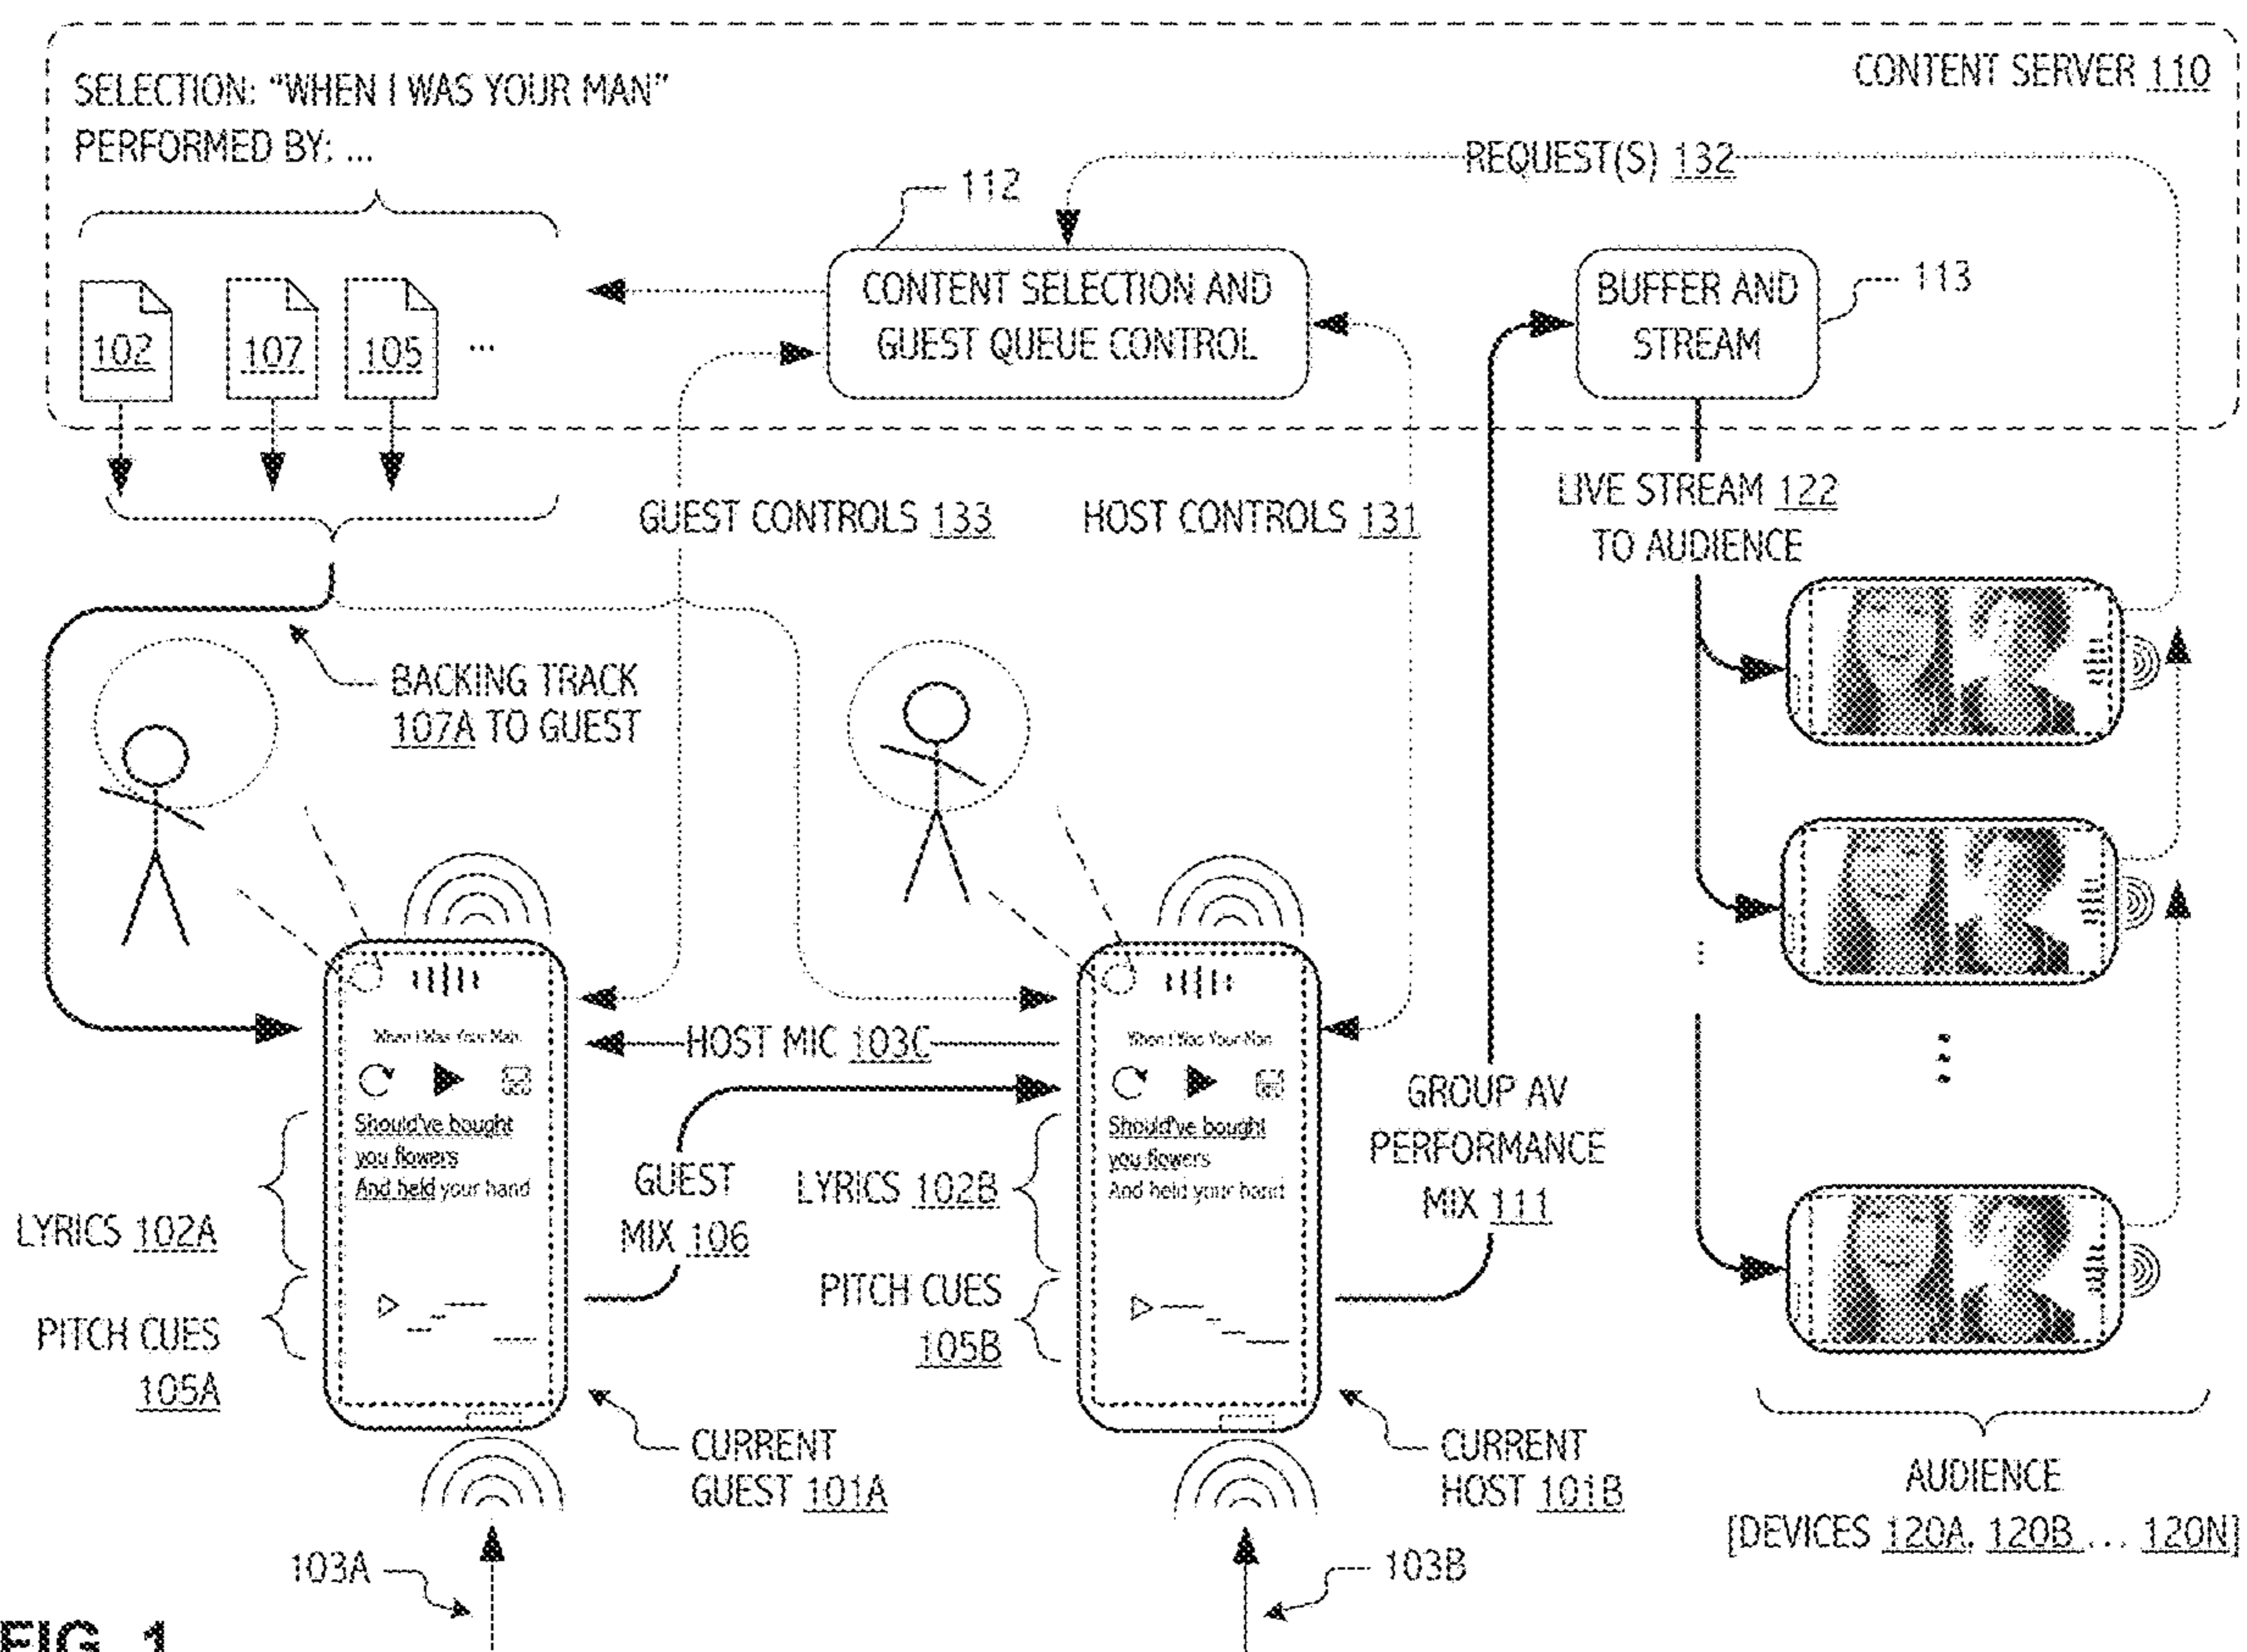 SELECTION: “WHEN I WAS YOUR MAN”
PERFORMED BY: ...
CONTENT SERVER 110
REQUEST(S) 132
112
CONTENT SELECTION AND
GUEST QUEUE CONTROL
BUFFER AND
STREAM
113
102
107
105
...
GUEST CONTROLS 133
HOST CONTROLS 131
LIVE STREAM 122
TO AUDIENCE
BACKING TRACK
107A TO GUEST
HOST MIC 103C
When I Was Your Man
Should've bought
you flowers
And held your hand
When I Was Your Man
Should've bought
you flowers
And held your hand
GUEST
MIX 106
LYRICS 102A
PITCH CUES
105A
LYRICS 102B
PITCH CUES
105B
GROUP AV
PERFORMANCE
MIX 111
CURRENT
GUEST 101A
CURRENT
HOST 101B
AUDIENCE
[DEVICES 120A, 120B ... 120N]
103A
103B
FIG. 1